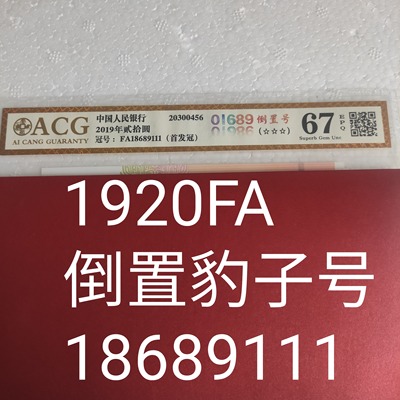 ACG
AI CANG GUARANTY
中国人民银行 20300456
2019年贰拾圆
冠号：FA18689111（首发冠）
01689 倒置号
01986 (☆☆☆)
67 EPQ
Superb Gem Unc
1920FA
倒置豹子号
18689111